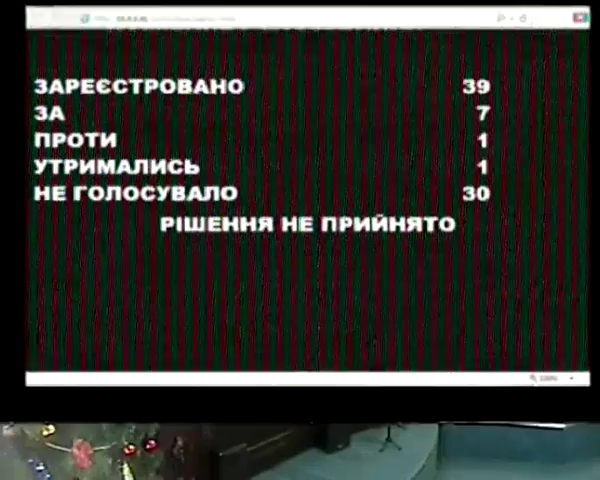 ЗАРЕЄСТРОВАНО 39
ЗА 7
ПРОТИ 1
УТРИМАЛИСЬ 1
НЕ ГОЛОСУВАЛО 30
РІШЕННЯ НЕ ПРИЙНЯТО